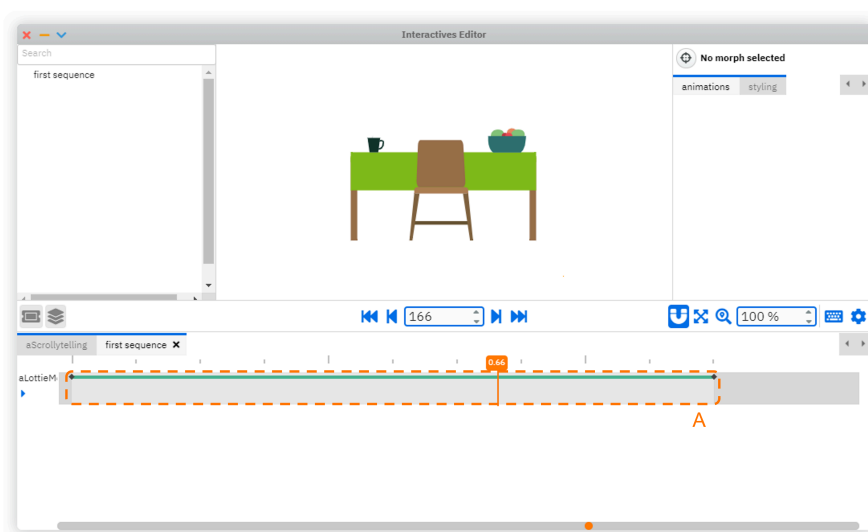 Interactives Editor
Search
first sequence
No morph selected
animations styling
166
100 %
aScrollytelling first sequence
0.66
aLottieM
A